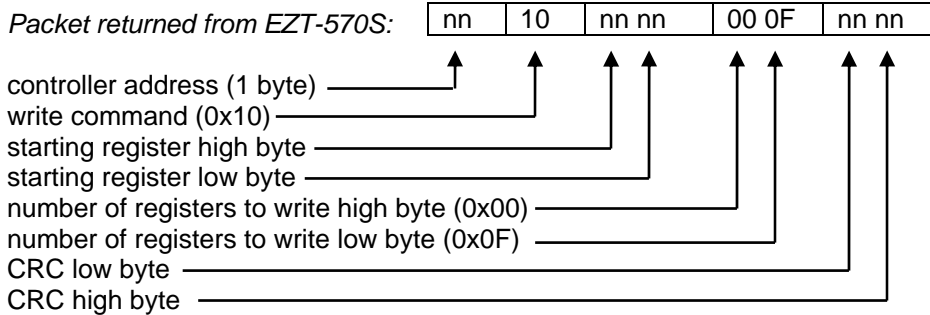 Packet returned from EZT-570S: nn 10 nn nn 00 0F nn nn
controller address (1 byte)
write command (0x10)
starting register high byte
starting register low byte
number of registers to write high byte (0x00)
number of registers to write low byte (0x0F)
CRC low byte
CRC high byte